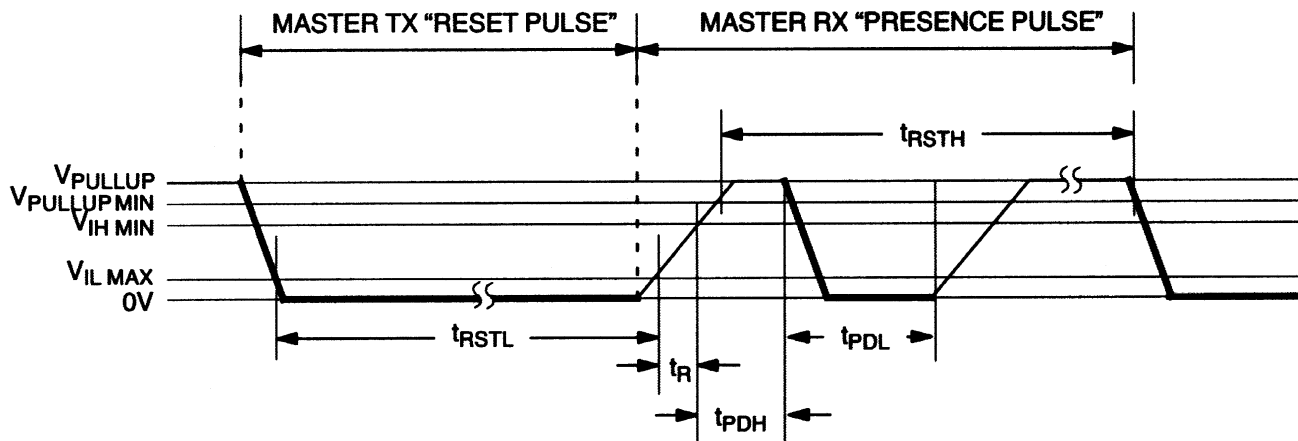 MASTER TX “RESET PULSE”
MASTER RX “PRESENCE PULSE”
tRSTH
VPULLUP
VPULLUP MIN
VIH MIN
VIL MAX
0V
tRSTL
tPDL
tR
tPDH